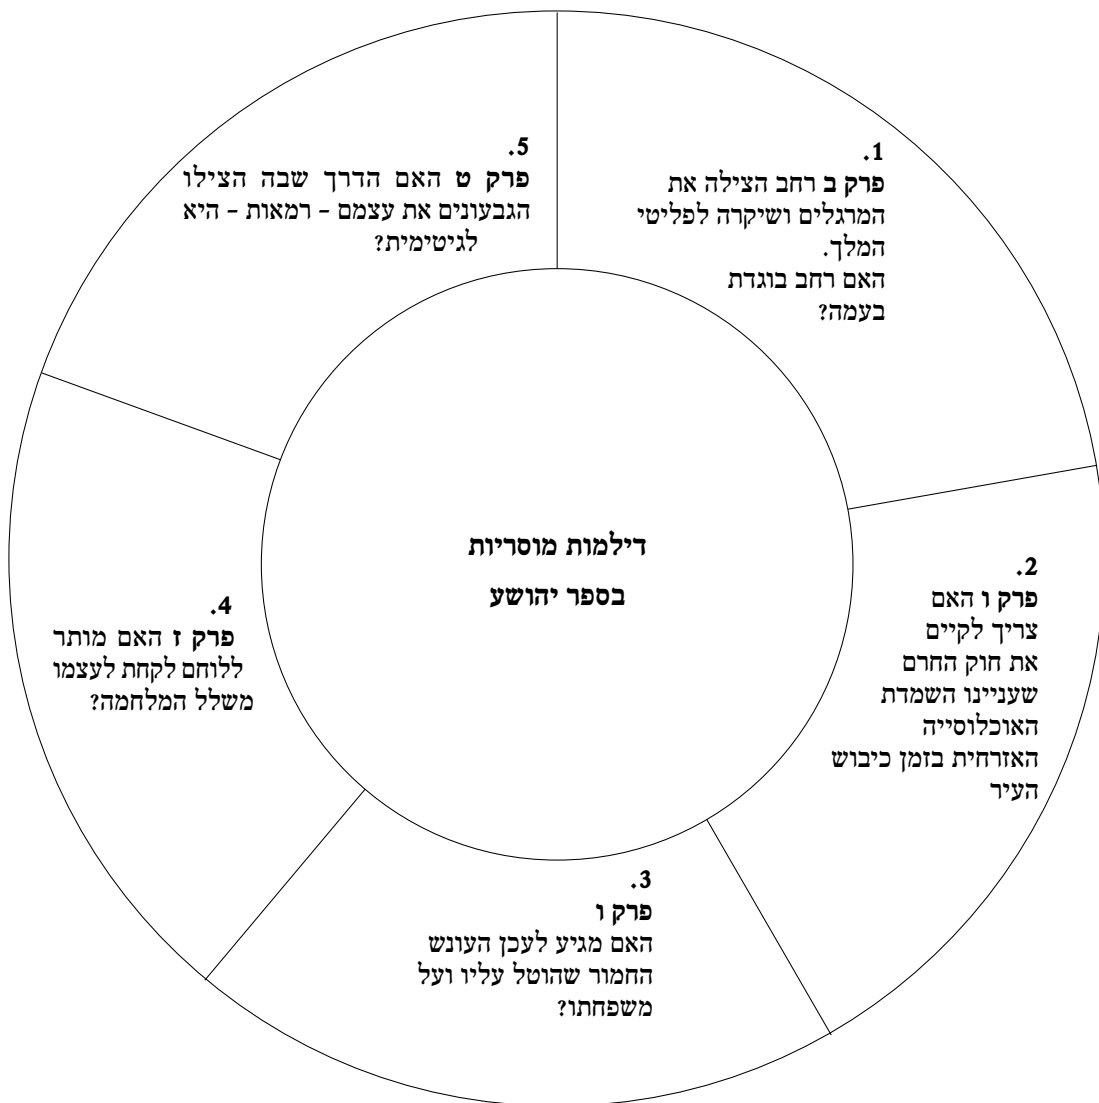 דילמות מוסריות
בספר יהושע
1.
פרק ב רחב הצילה את
המרגלים ושיקרה לפליטי
המלך.
האם רחב בוגדת
בעמה?
2.
פרק ו האם
צריך לקיים
את חוק החרם
שעניינו השמדת
האוכלוסייה
האזרחית בזמן כיבוש
העיר
3.
פרק ו
האם מגיע לעכן העונש
החמור שהוטל עליו ועל
משפחתו?
4.
פרק ז האם מותר
ללוחם לקחת לעצמו
משלל המלחמה?
5.
פרק ט האם הדרך שבה הצילו
הגבעונים את עצמם - רמאות - היא
לגיטימית?